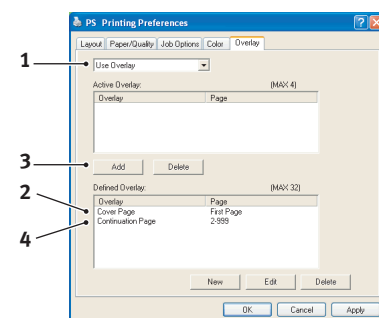 PS Printing Preferences
Layout Paper/Quality Job Options Color Overlay
1
Use Overlay
Active Overlay: (MAX 4)
Overlay Page
3
Add Delete
Defined Overlay: (MAX 32)
Overlay Page
2
Cover Page First Page
Continuation Page 2-999
4
New Edit Delete
OK Cancel Apply